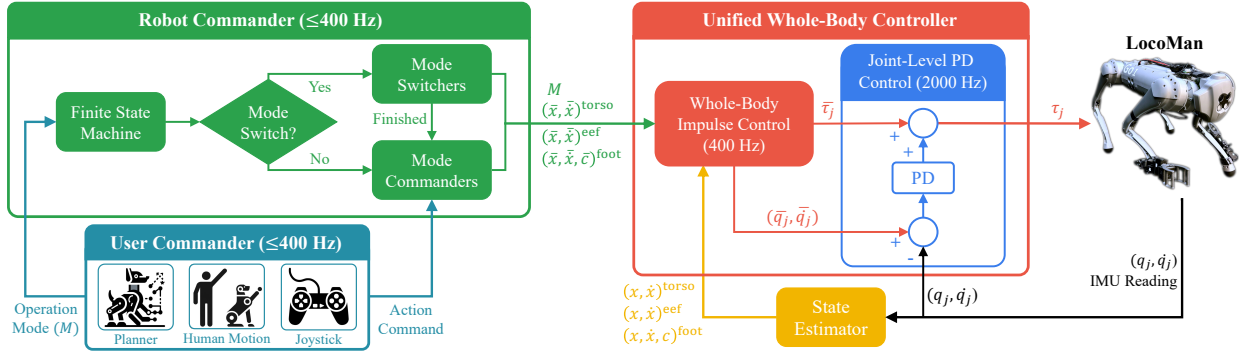 Robot Commander (≤400 Hz)
Finite State
Machine
Mode
Switch?
Yes
No
Mode
Switchers
Finished
Mode
Commanders
User Commander (≤400 Hz)
Planner
Human Motion
Joystick
Operation
Mode (M)
Action
Command
M
(x̄, ẋ̄)ᵗᵒʳˢᵒ
(x̄, ẋ̄)ᵉᵉᶠ
(x̄, ẋ̄, c̄)ᶠᵒᵒᵗ
Unified Whole-Body Controller
Whole-Body
Impulse Control
(400 Hz)
τ̄ⱼ
(q̄ⱼ, q̇̄ⱼ)
Joint-Level PD
Control (2000 Hz)
+
+
PD
+
-
τⱼ
LocoMan
(qⱼ, q̇ⱼ)
IMU Reading
(qⱼ, q̇ⱼ)
State
Estimator
(x, ẋ)ᵗᵒʳˢᵒ
(x, ẋ)ᵉᵉᶠ
(x, ẋ, c)ᶠᵒᵒᵗ